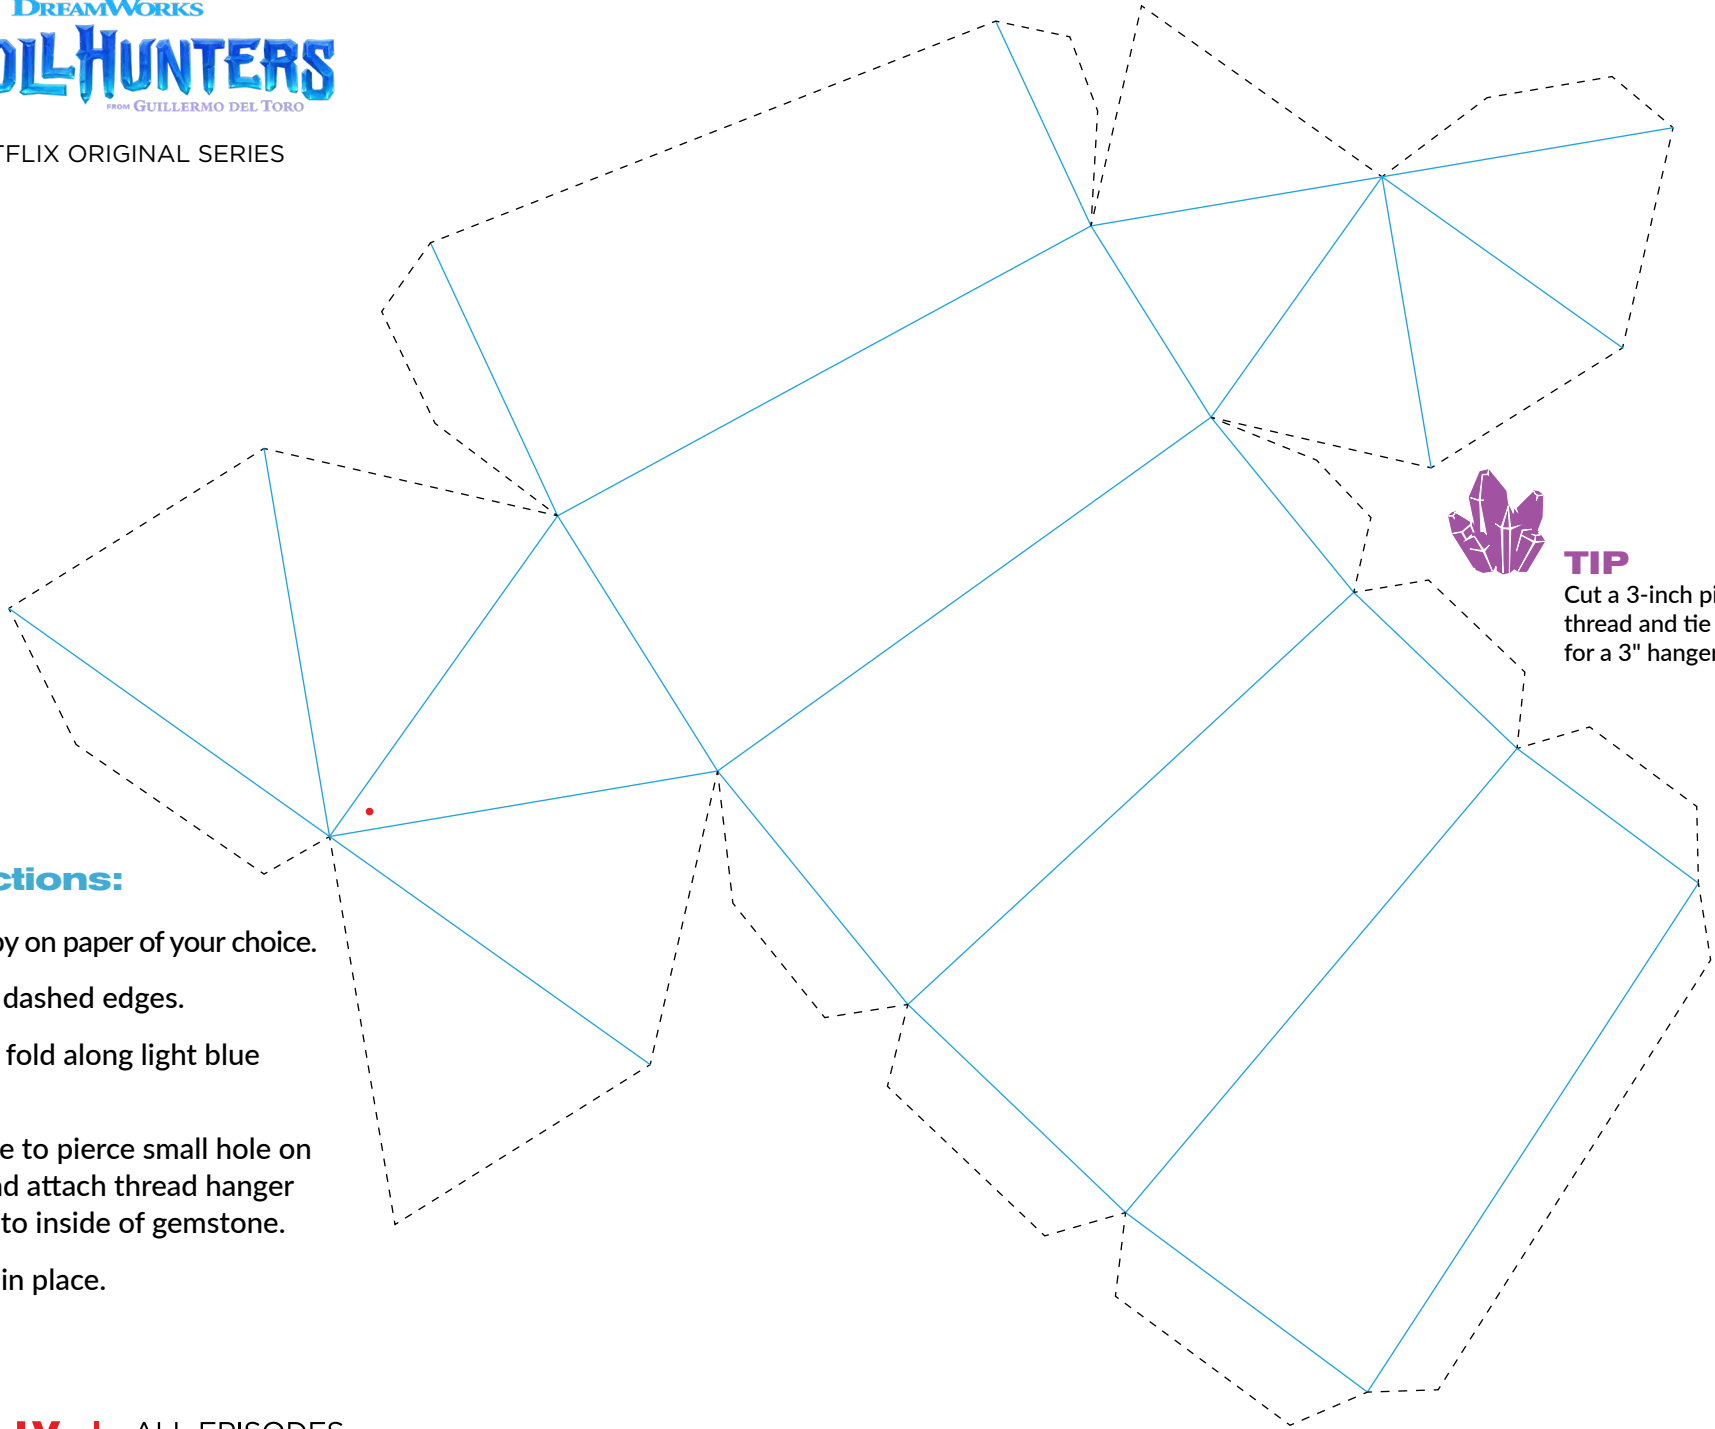 DREAMWORKS
OLLHUNTERS
FROM GUILLERMO DEL TORO
TFLIX ORIGINAL SERIES
TIP
Cut a 3-inch pi
thread and tie
for a 3" hanger
ctions:
py on paper of your choice.
dashed edges.
fold along light blue
e to pierce small hole on
nd attach thread hanger
to inside of gemstone.
in place.
ALL EPISODES